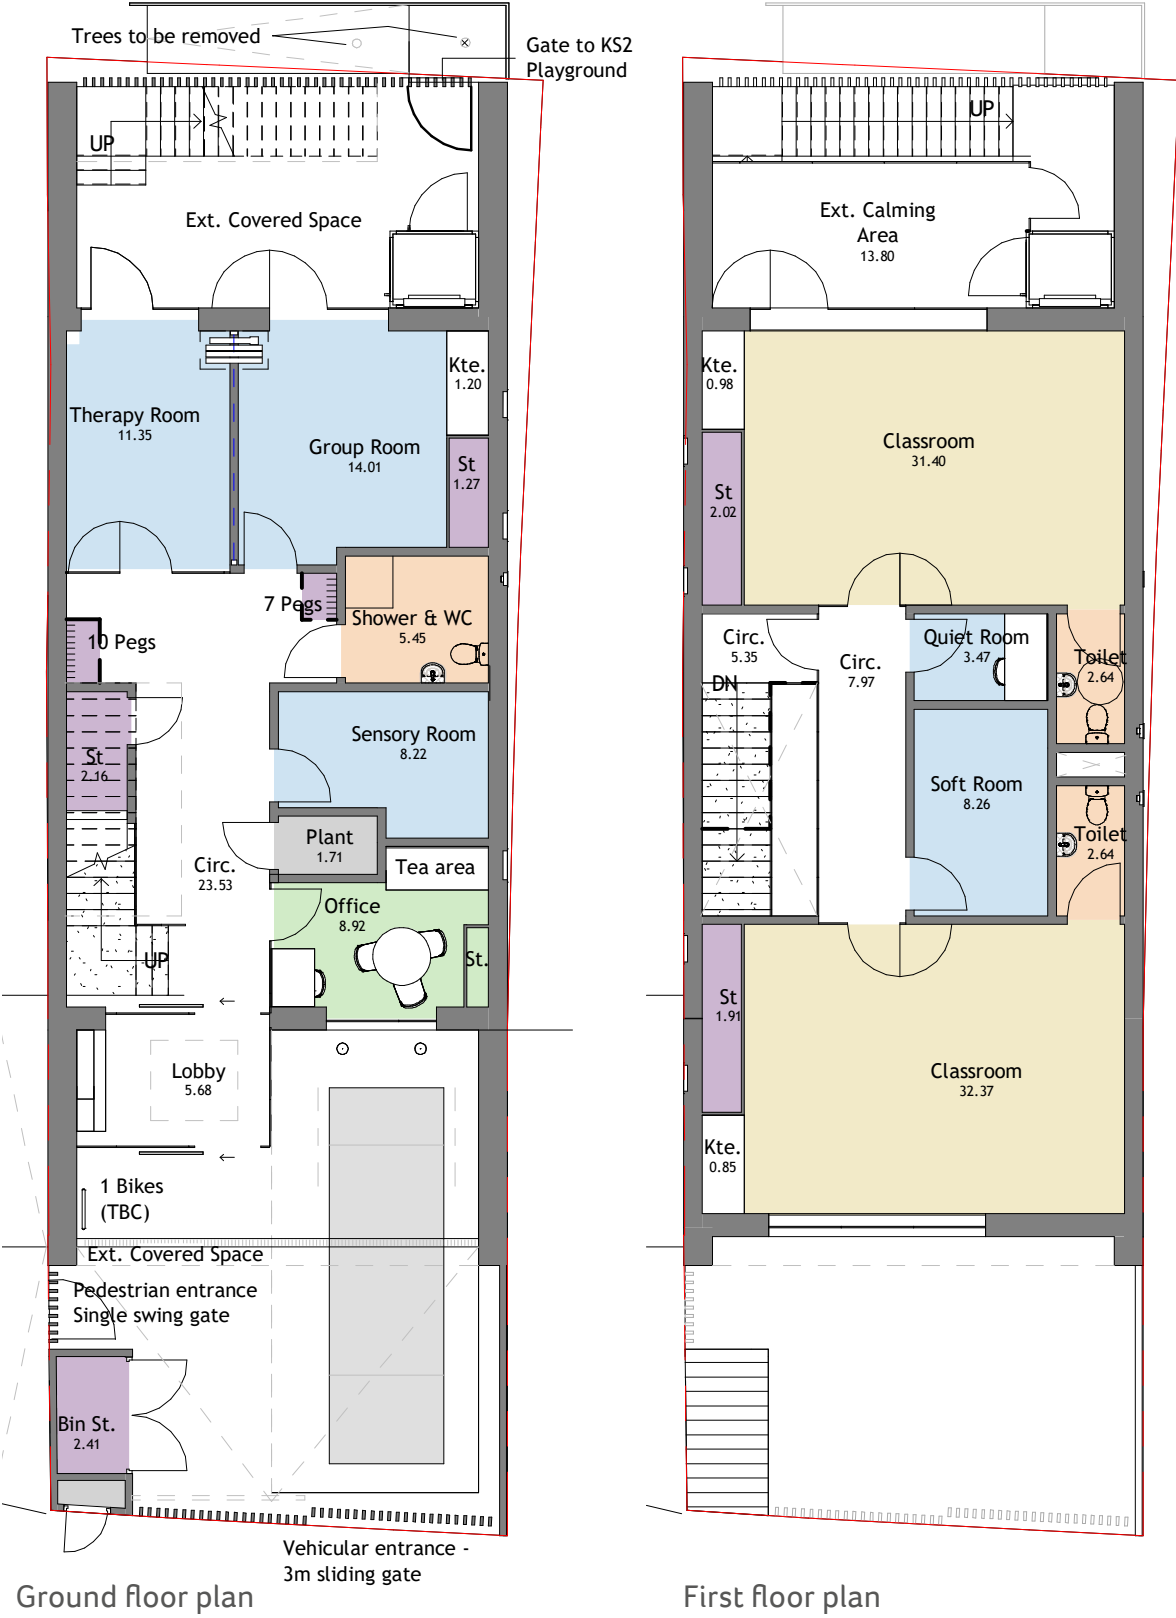 Trees to be removed
Gate to KS2
Playground
UP
Ext. Covered Space
Therapy Room
11.35
Group Room
14.01
Kte.
1.20
St
1.27
7 Pegs
10 Pegs
Shower & WC
5.45
St
2.16
Sensory Room
8.22
Plant
1.71
Tea area
Circ.
23.53
Office
8.92
St.
UP
Lobby
5.68
1 Bikes
(TBC)
Ext. Covered Space
Pedestrian entrance
Single swing gate
Bin St.
2.41
Vehicular entrance -
3m sliding gate
Ground floor plan
UP
Ext. Calming
Area
13.80
Kte.
0.98
Classroom
31.40
St
2.02
Circ.
5.35
Circ.
7.97
Quiet Room
3.47
Toilet
2.64
DN
Soft Room
8.26
Toilet
2.64
St
1.91
Classroom
32.37
Kte.
0.85
First floor plan